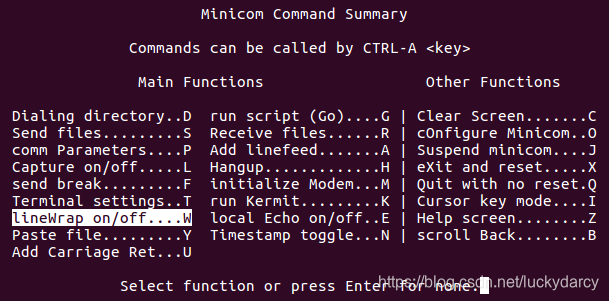 Minicom Command Summary
Commands can be called by CTRL-A <key>
Main Functions Other Functions
Dialing directory..D run script (Go)....G | Clear Screen.......C
Send files.........S Receive files......R | cOnfigure Minicom..O
comm Parameters....P Add linefeed.......A | Suspend minicom....J
Capture on/off.....L Hangup.............H | eXit and reset.....X
send break.........F initialize Modem...M | Quit with no reset.Q
Terminal settings..T run Kermit.........K | Cursor key mode....I
lineWrap on/off....W local Echo on/off..E | Help screen........Z
Paste file.........Y Timestamp toggle...N | scroll Back........B
Add Carriage Ret...U
Select function or press Enter for none.
https://blog.csdn.net/luckydarcy